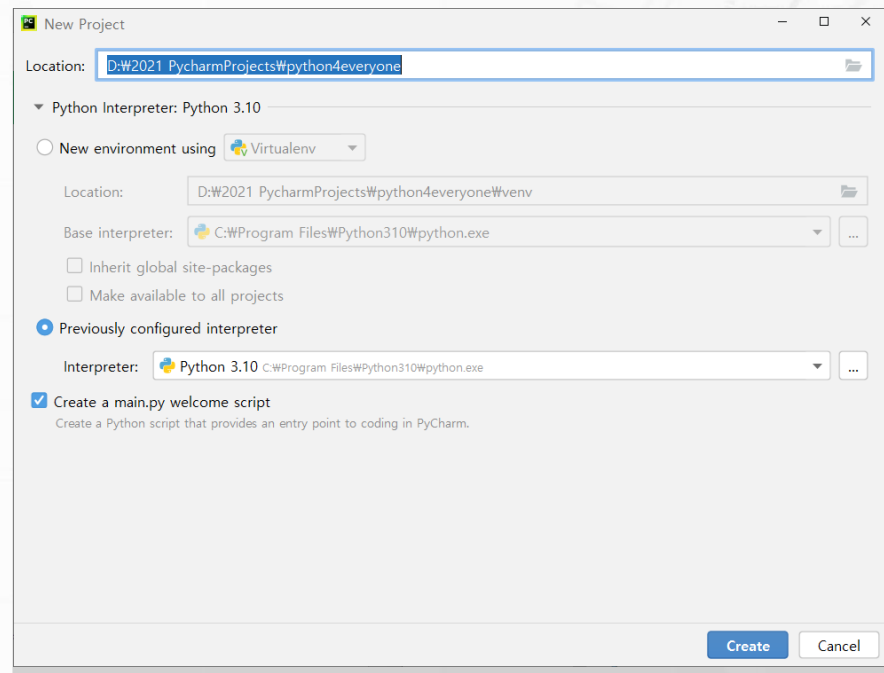 New Project
Location: D:₩2021 PycharmProjects₩python4everyone
Python Interpreter: Python 3.10
New environment using Virtualenv
Location: D:₩2021 PycharmProjects₩python4everyone₩venv
Base interpreter: C:₩Program Files₩Python310₩python.exe ...
Inherit global site-packages
Make available to all projects
Previously configured interpreter
Interpreter: Python 3.10 C:₩Program Files₩Python310₩python.exe ...
Create a main.py welcome script
Create a Python script that provides an entry point to coding in PyCharm.
Create Cancel